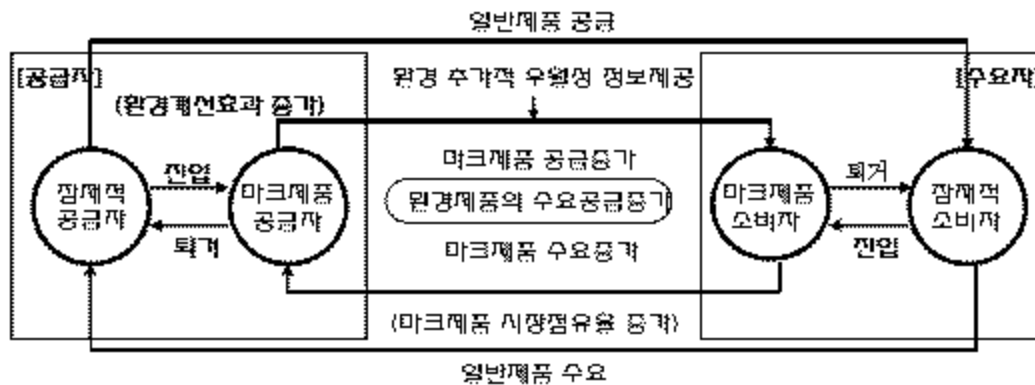 일반제품 공급
[공급자]
환경 추가적 우월성 정보제공
[수요자]
(환경개선효과 증가)
마크제품 공급증가
진입
퇴거
잠재적
공급자
마크제품
공급자
환경제품의 수요공급증가
마크제품
소비자
잠재적
소비자
퇴거
진입
마크제품 수요증가
(마크제품 시장점유율 증가)
일반제품 수요